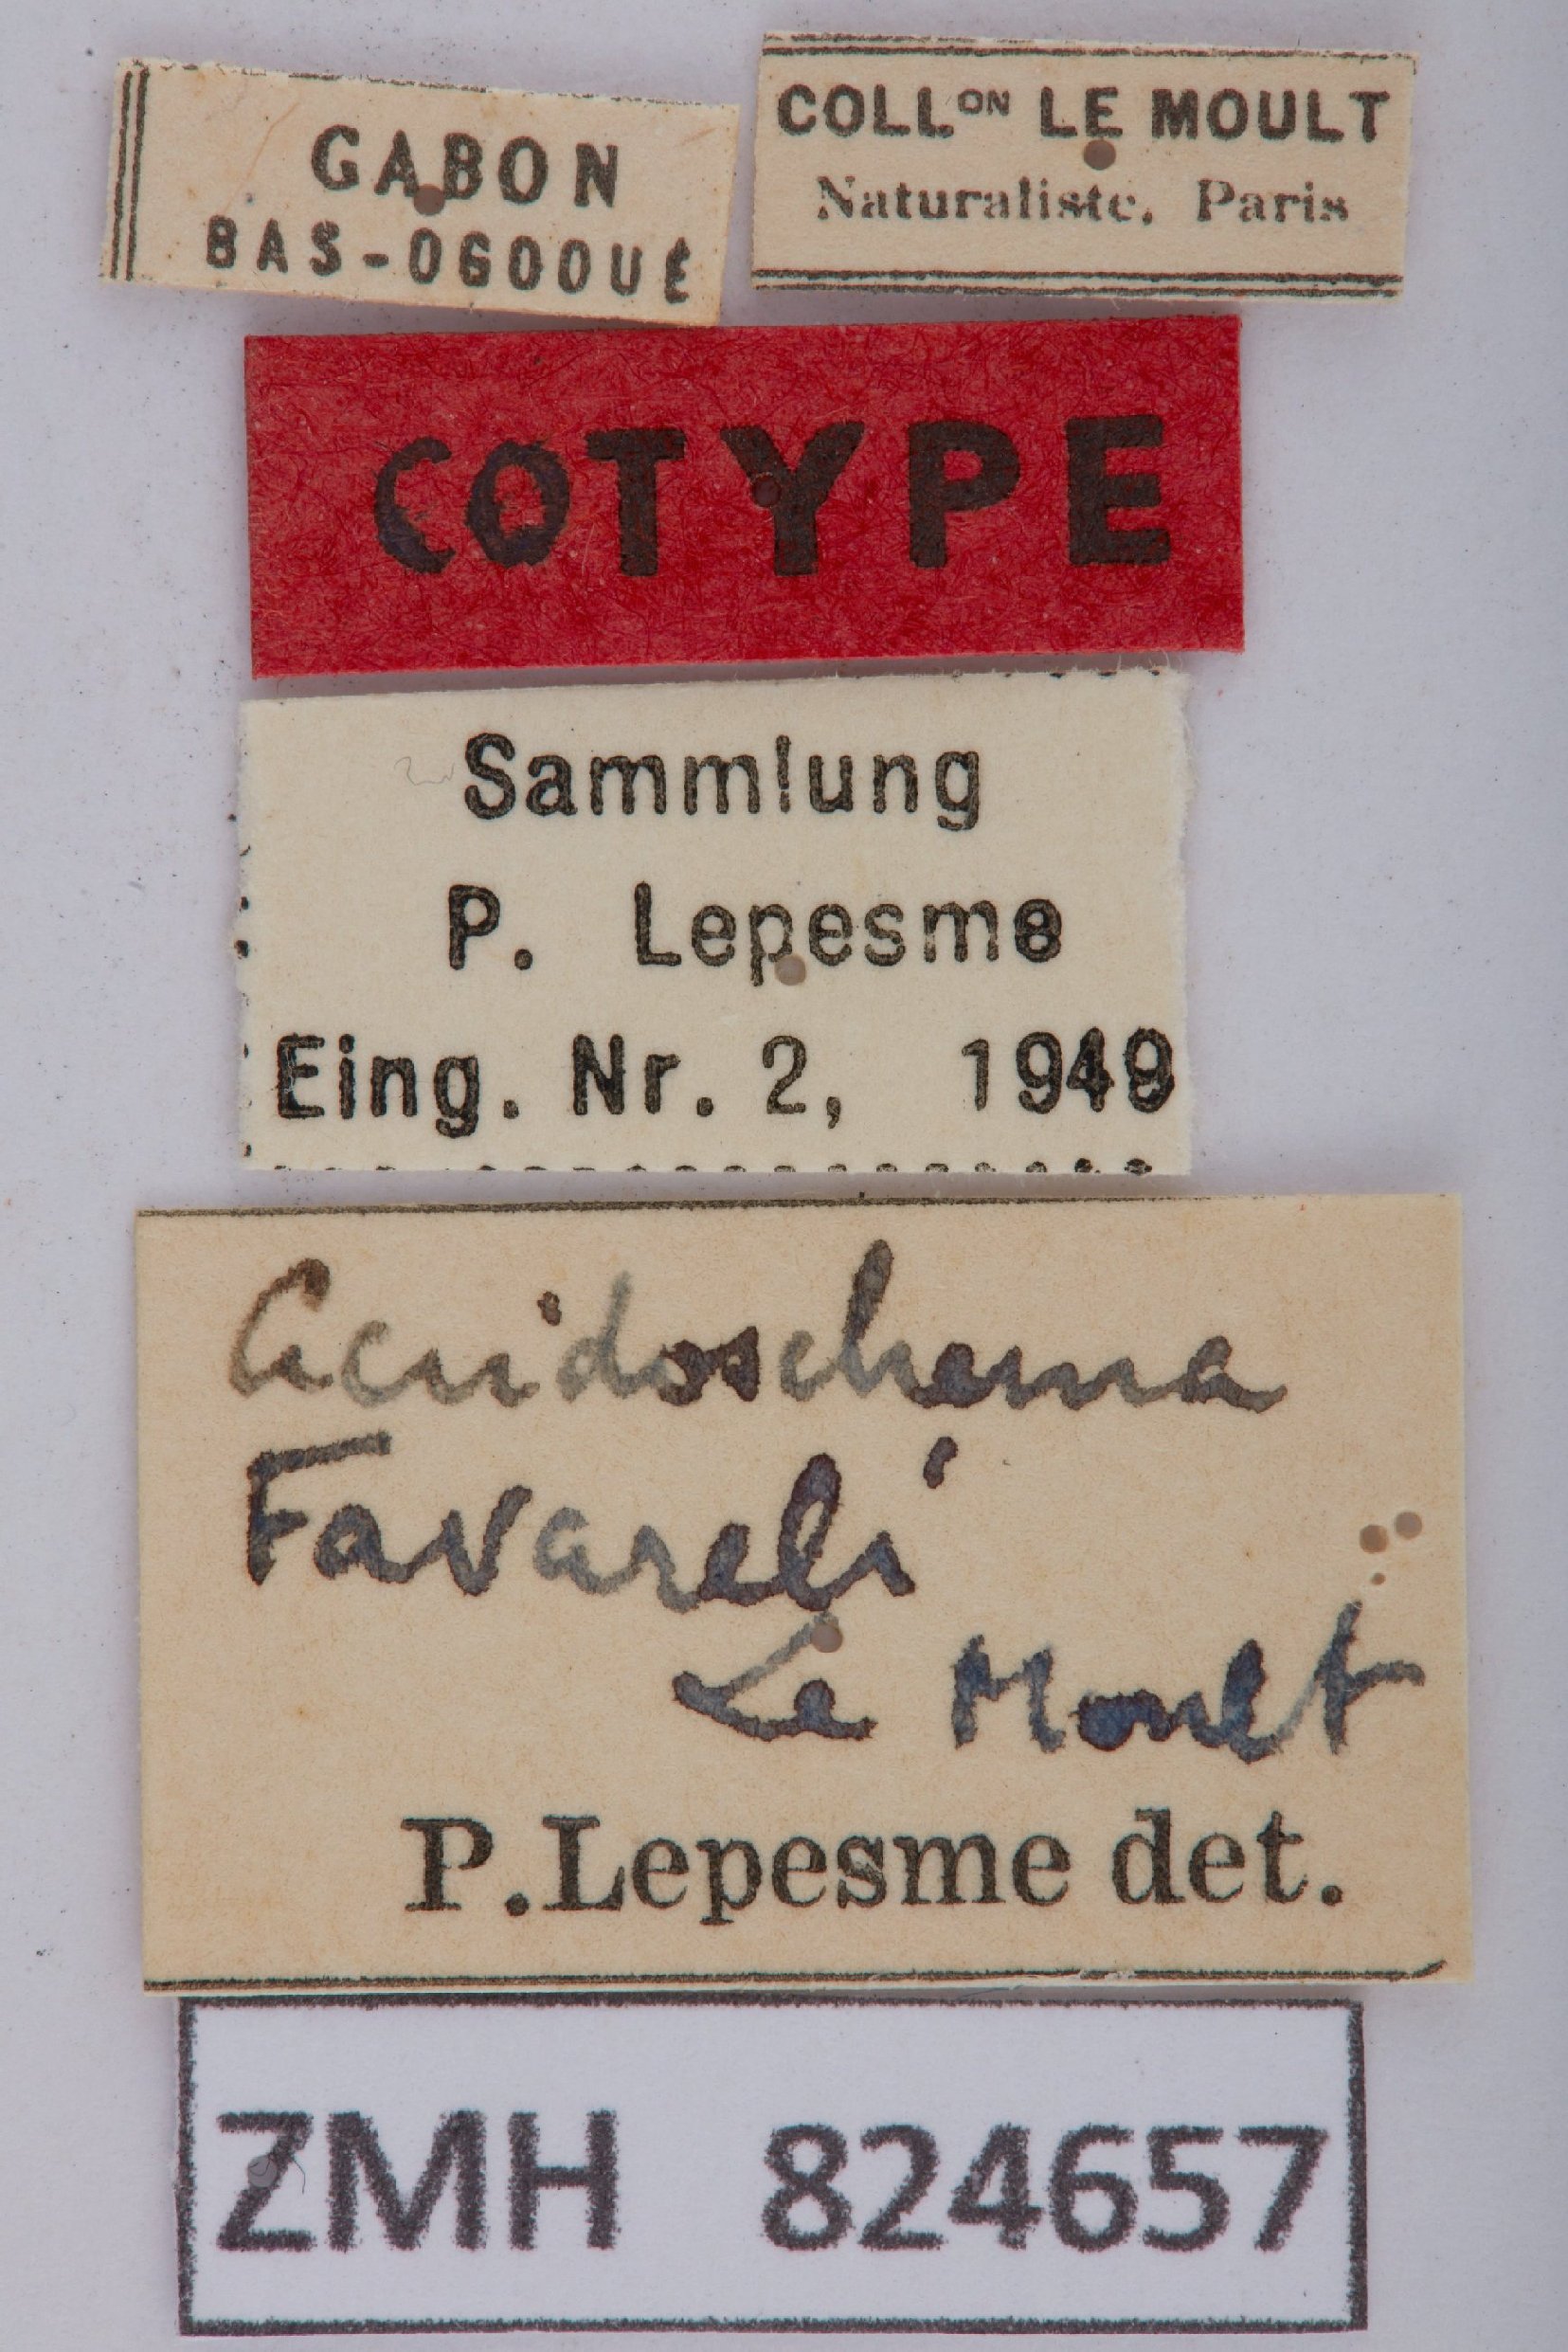 GABON
BAS-OGOOUÉ
COLLON LE MOULT
Naturaliste, Paris
COTYPE
Sammlung
P. Lepesme
Eing. Nr. 2, 1949
Acridoschema
Favareli
Le Moult
P. Lepesme det.
ZMH 824657